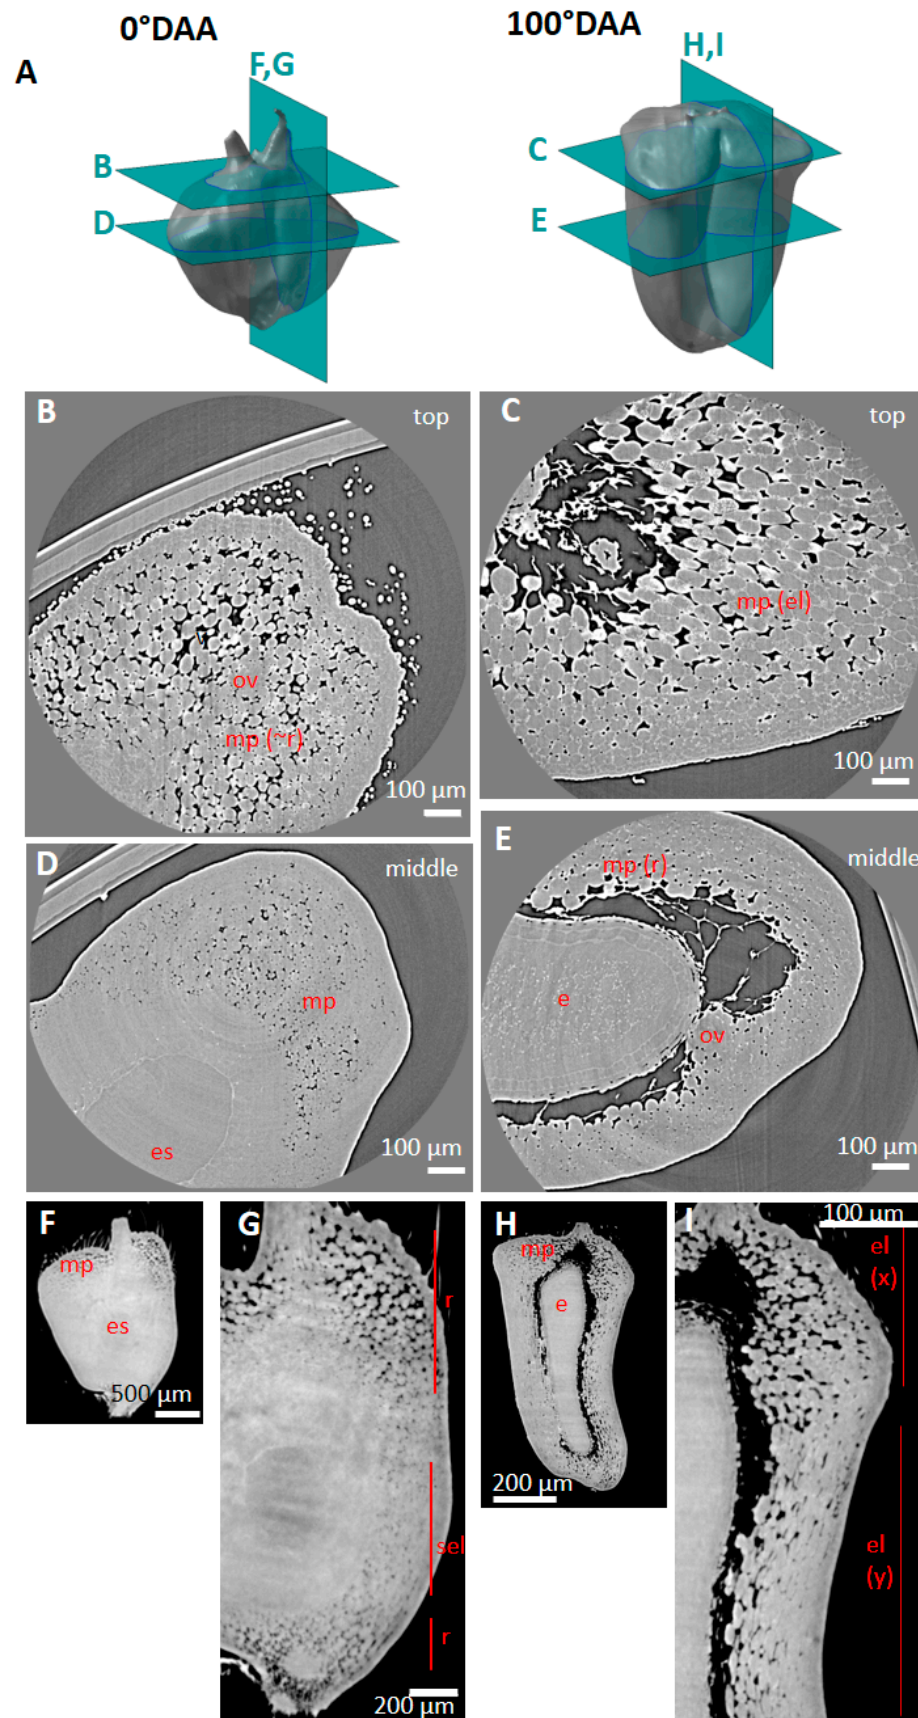 0°DAA
100°DAA
A
F,G
H,I
B
C
D
E
B
top
ov
mp (~r)
100 µm
C
top
mp (el)
100 µm
D
middle
mp
es
100 µm
E
middle
mp (r)
e
ov
100 µm
F
mp
es
500 µm
G
r
sel
r
200 µm
H
mp
e
200 µm
I
100 µm
el
(x)
el
(y)